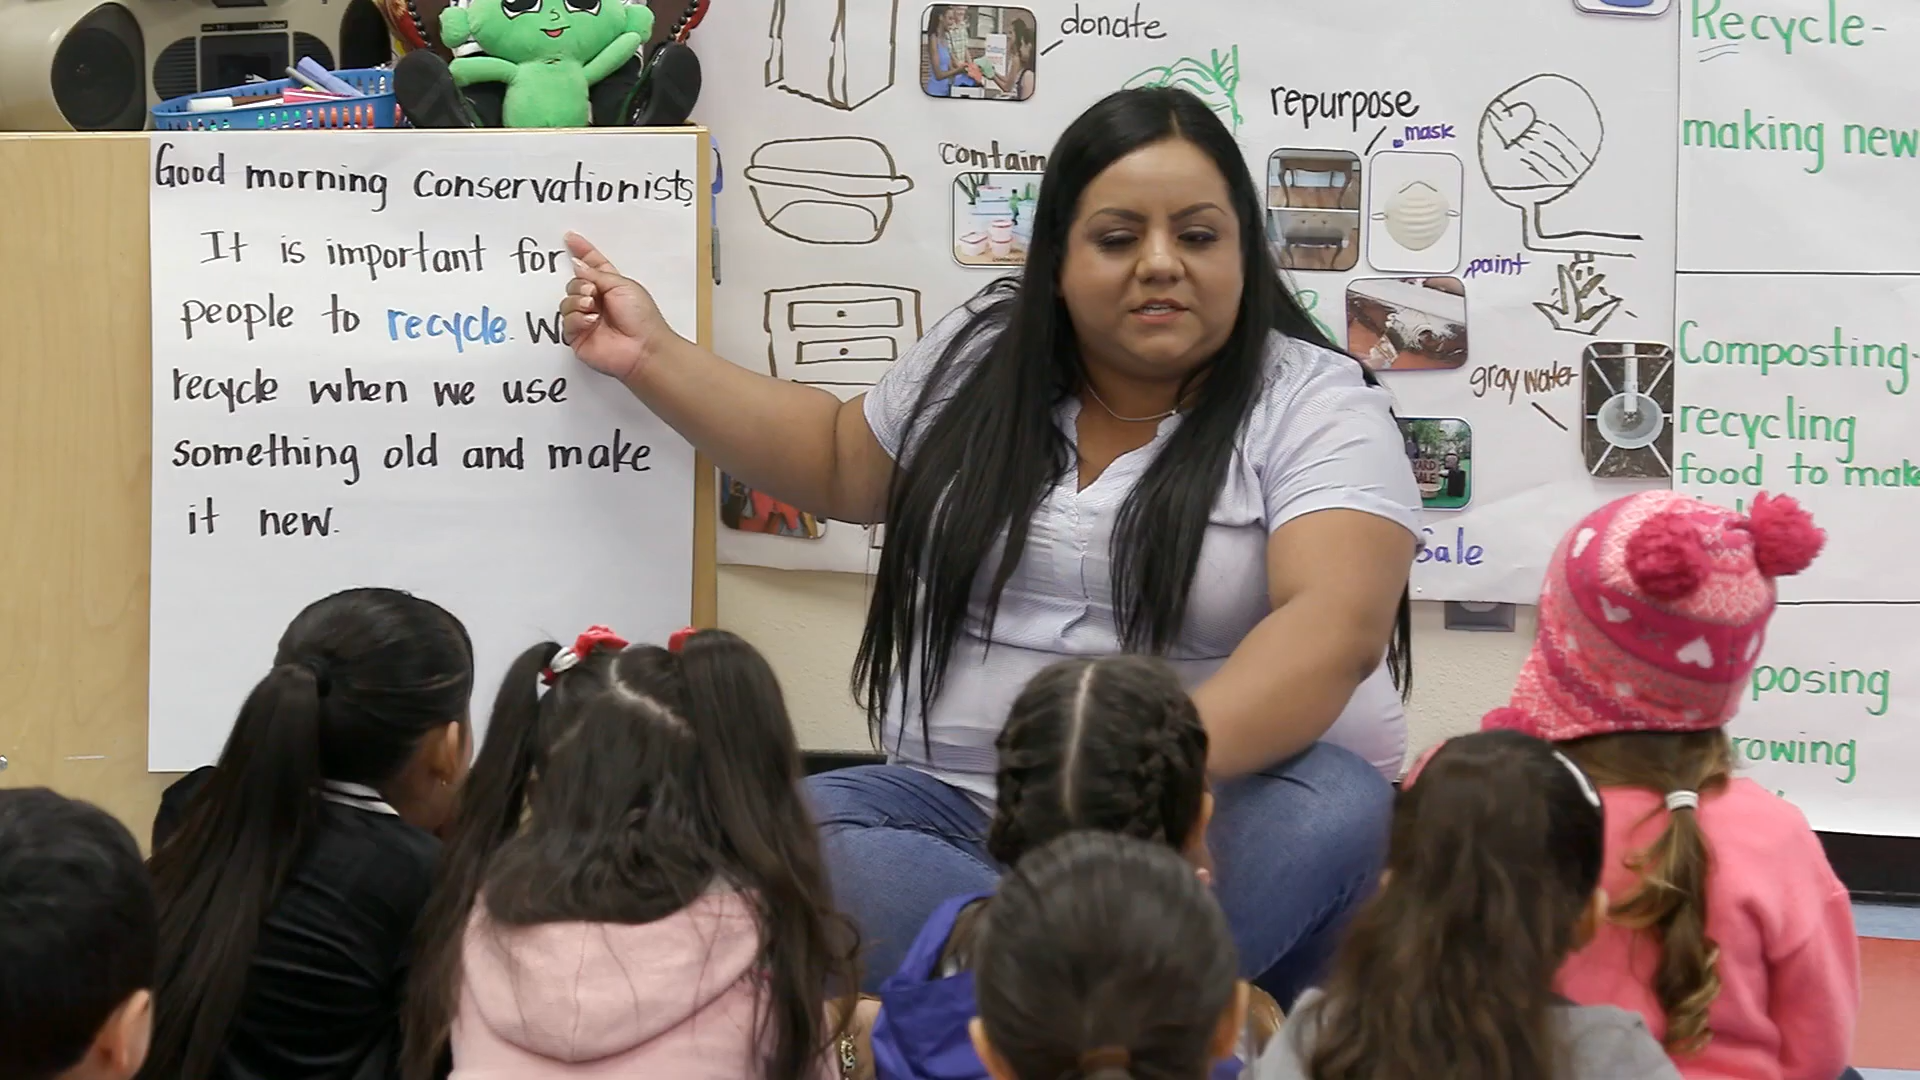 Good morning conservationists
It is important for
people to recycle. We
recycle when we use
something old and make
it new.
donate
contain
repurpose
mask
paint
gray water
YARD
SALE
Sale
Recycle-
making new
Composting-
recycling
food to make
posing
rowing